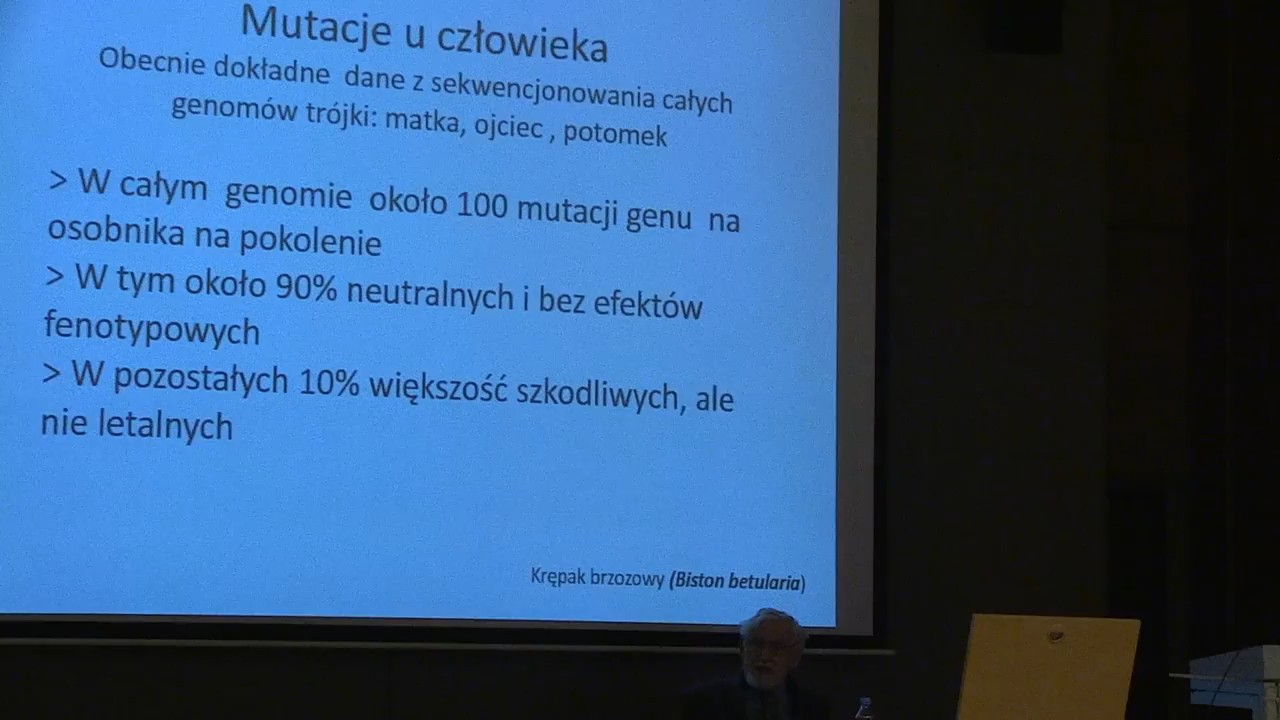 Mutacje u człowieka
Obecnie dokładne dane z sekwencjonowania całych
genomów trójki: matka, ojciec , potomek
> W całym genomie około 100 mutacji genu na
osobnika na pokolenie
> W tym około 90% neutralnych i bez efektów
fenotypowych
> W pozostałych 10% większość szkodliwych, ale
nie letalnych
Krępak brzozowy (Biston betularia)